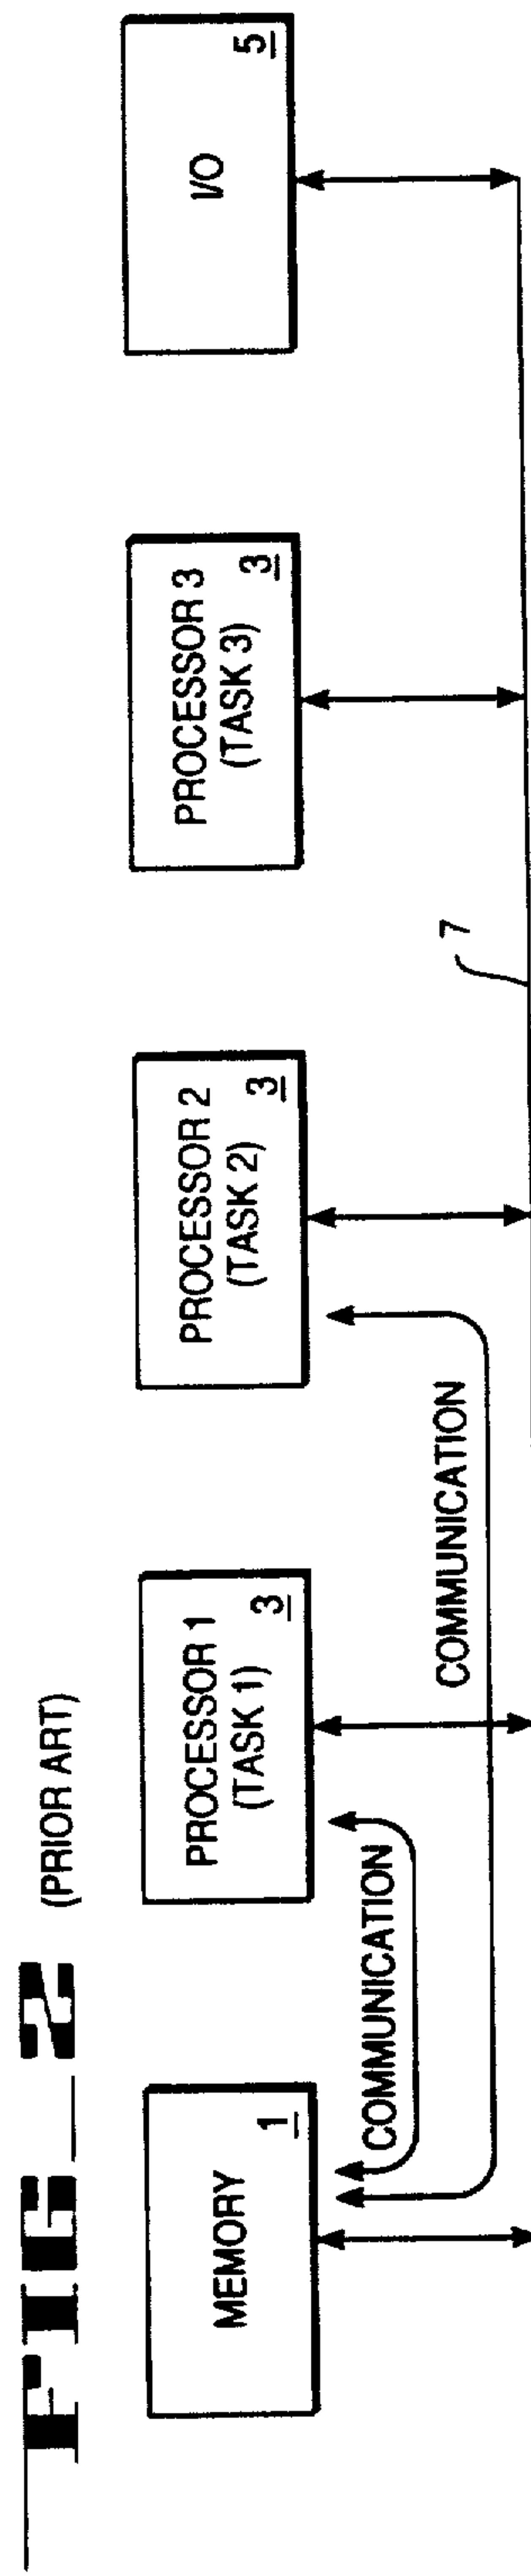 FIG_2 (PRIOR ART)
MEMORY
1
PROCESSOR 1
(TASK 1)
3
PROCESSOR 2
(TASK 2)
3
PROCESSOR 3
(TASK 3)
3
I/O
5
COMMUNICATION
COMMUNICATION
7